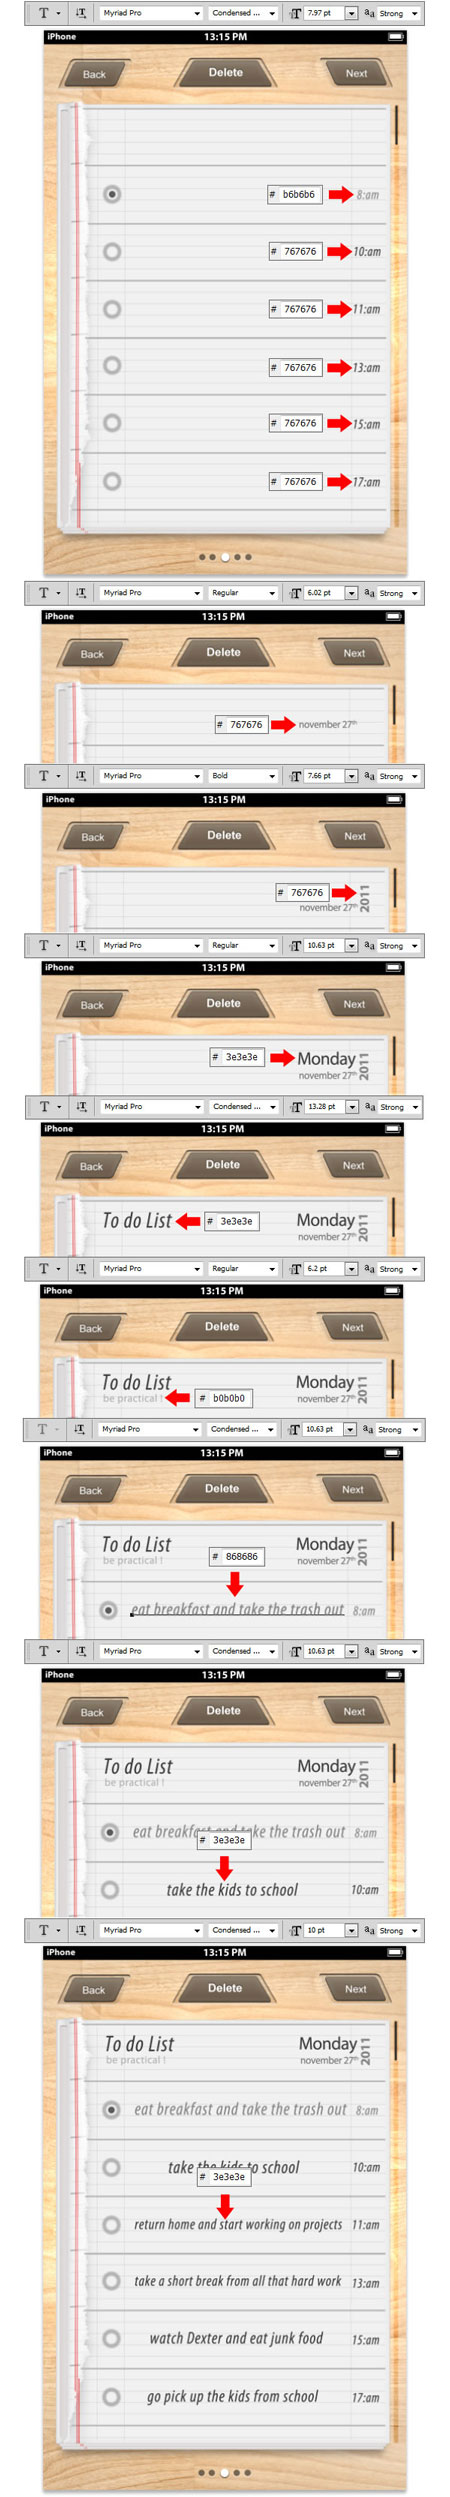 T Myriad Pro Condensed ... 7.97 pt aa Strong
iPhone 13:15 PM
Back Delete Next
# b6b6b6 8:am
# 767676 10:am
# 767676 11:am
# 767676 13:am
# 767676 15:am
# 767676 17:am
T Myriad Pro Regular 6.02 pt aa Strong
iPhone 13:15 PM
Back Delete Next
# 767676 november 27th
T Myriad Pro Bold 7.66 pt aa Strong
iPhone 13:15 PM
Back Delete Next
# 767676 2011
november 27th
T Myriad Pro Regular 10.63 pt aa Strong
iPhone 13:15 PM
Back Delete Next
# 3e3e3e Monday 2011
november 27th
T Myriad Pro Condensed ... 13.28 pt aa Strong
iPhone 13:15 PM
Back Delete Next
To do List # 3e3e3e Monday 2011
november 27th
T Myriad Pro Regular 6.2 pt aa Strong
iPhone 13:15 PM
Back Delete Next
To do List Monday 2011
be practical ! # b0b0b0 november 27th
T Myriad Pro Condensed ... 10.63 pt aa Strong
iPhone 13:15 PM
Back Delete Next
To do List Monday 2011
be practical ! # 868686 november 27th
eat breakfast and take the trash out 8:am
T Myriad Pro Condensed ... 10.63 pt aa Strong
iPhone 13:15 PM
Back Delete Next
To do List Monday 2011
be practical ! november 27th
eat breakfast and take the trash out 8:am
# 3e3e3e
take the kids to school 10:am
T Myriad Pro Condensed ... 10 pt aa Strong
iPhone 13:15 PM
Back Delete Next
To do List Monday 2011
be practical ! november 27th
eat breakfast and take the trash out 8:am
take the kids to school 10:am
# 3e3e3e
return home and start working on projects 11:am
take a short break from all that hard work 13:am
watch Dexter and eat junk food 15:am
go pick up the kids from school 17:am